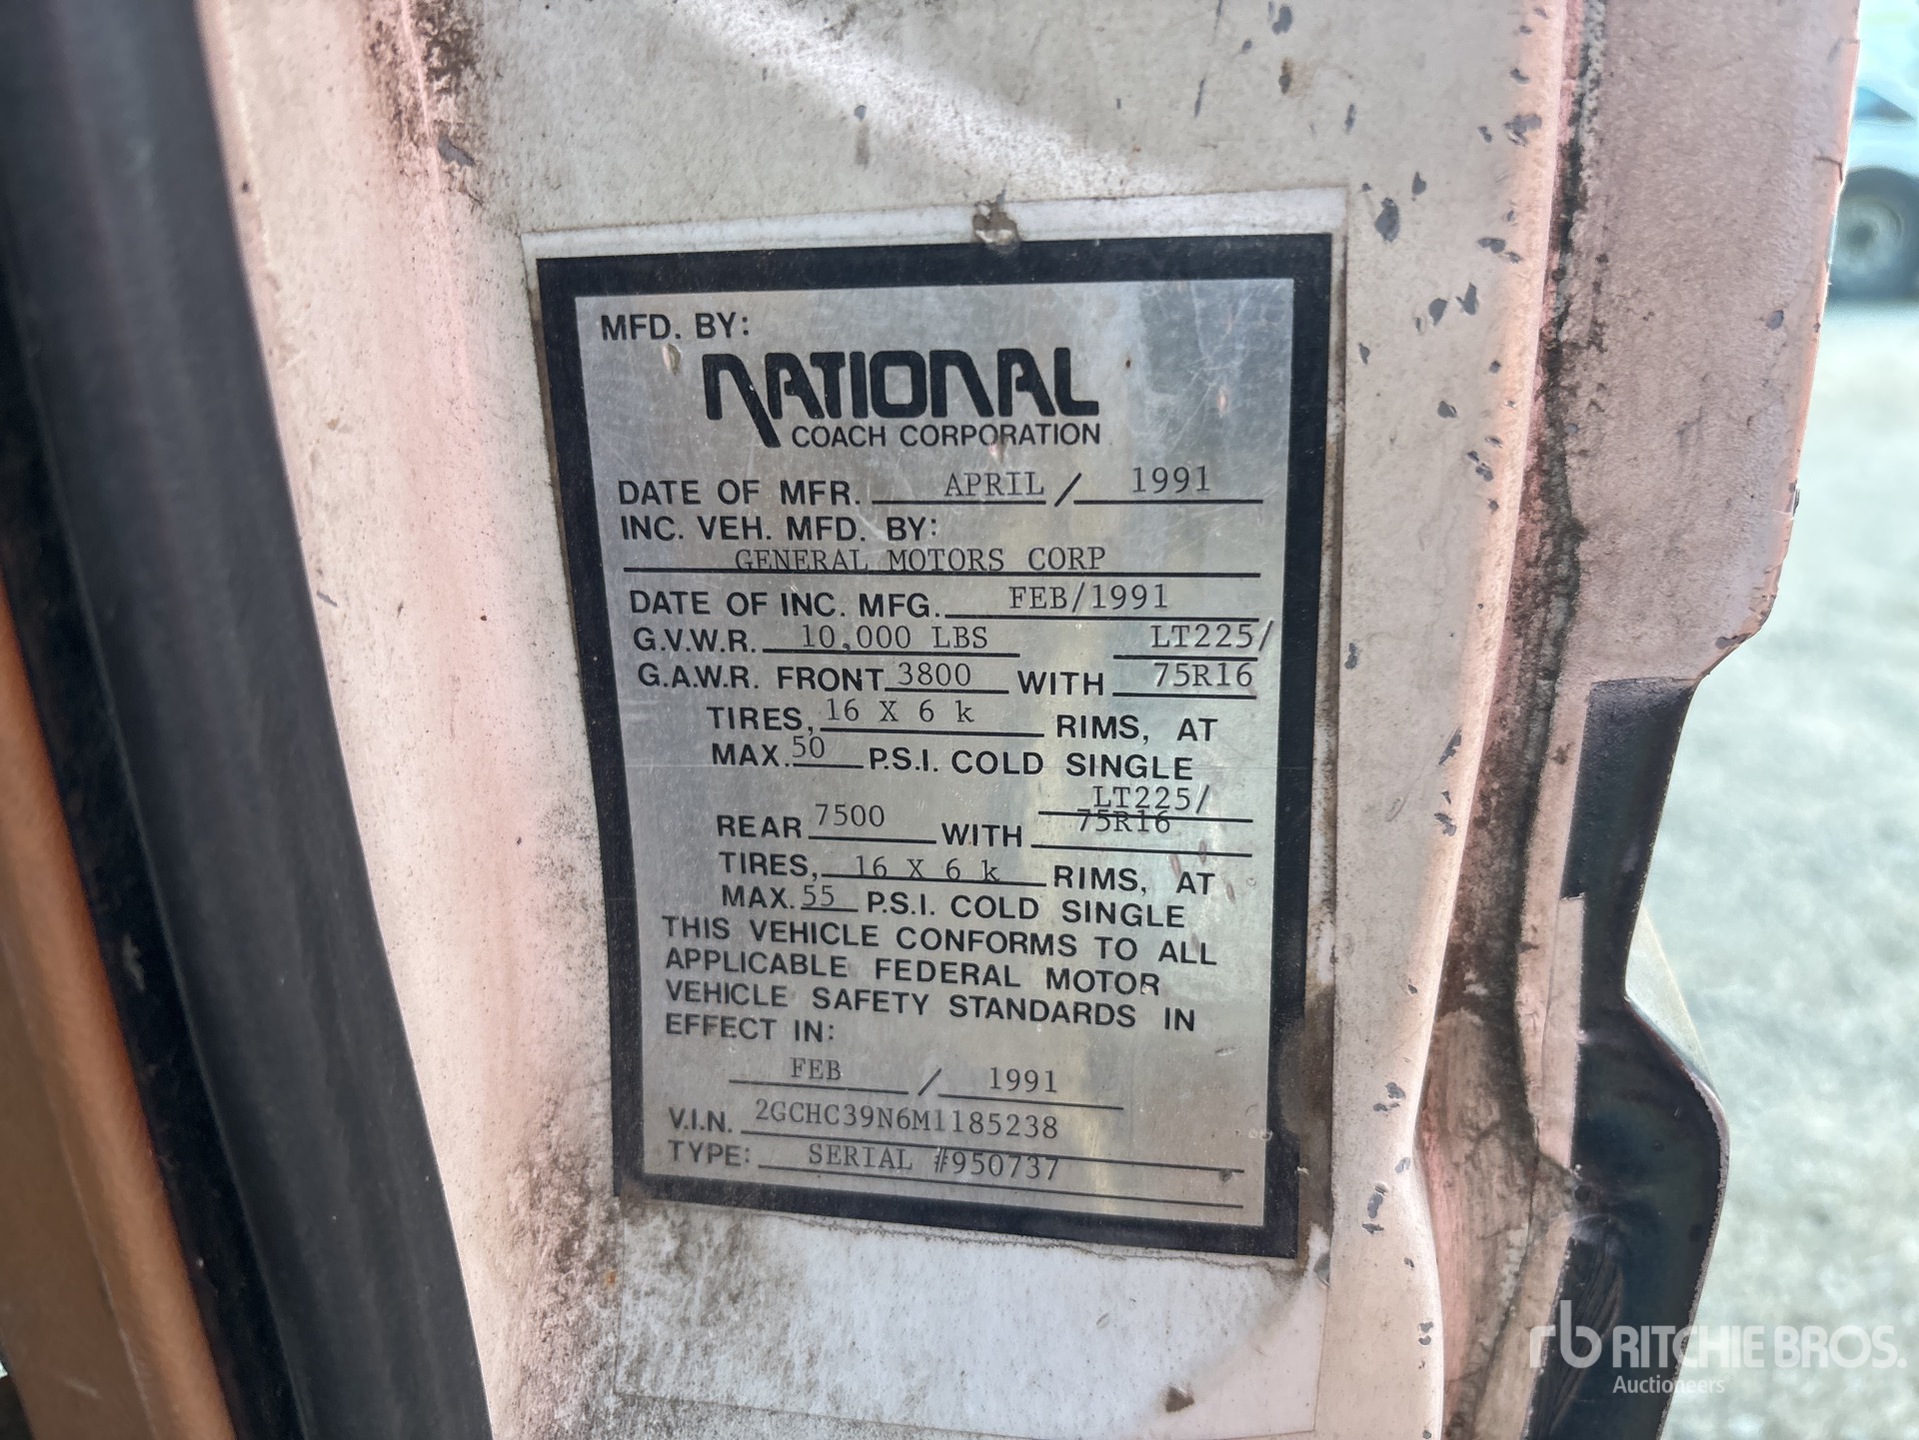 MFD. BY:
NATIONAL
COACH CORPORATION
DATE OF MFR. APRIL / 1991
INC. VEH. MFD. BY:
GENERAL MOTORS CORP
DATE OF INC. MFG. FEB/1991
G.V.W.R. 10,000 LBS LT225/
G.A.W.R. FRONT 3800 WITH 75R16
TIRES, 16 X 6 k RIMS, AT
MAX. 50 P.S.I. COLD SINGLE
LT225/
REAR 7500 WITH 75R16
TIRES, 16 X 6 k RIMS, AT
MAX. 55 P.S.I. COLD SINGLE
THIS VEHICLE CONFORMS TO ALL
APPLICABLE FEDERAL MOTOR
VEHICLE SAFETY STANDARDS IN
EFFECT IN:
FEB / 1991
V.I.N. 2GCHC39N6M1185238
TYPE: SERIAL #950737
rb RITCHIE BROS.
Auctioneers